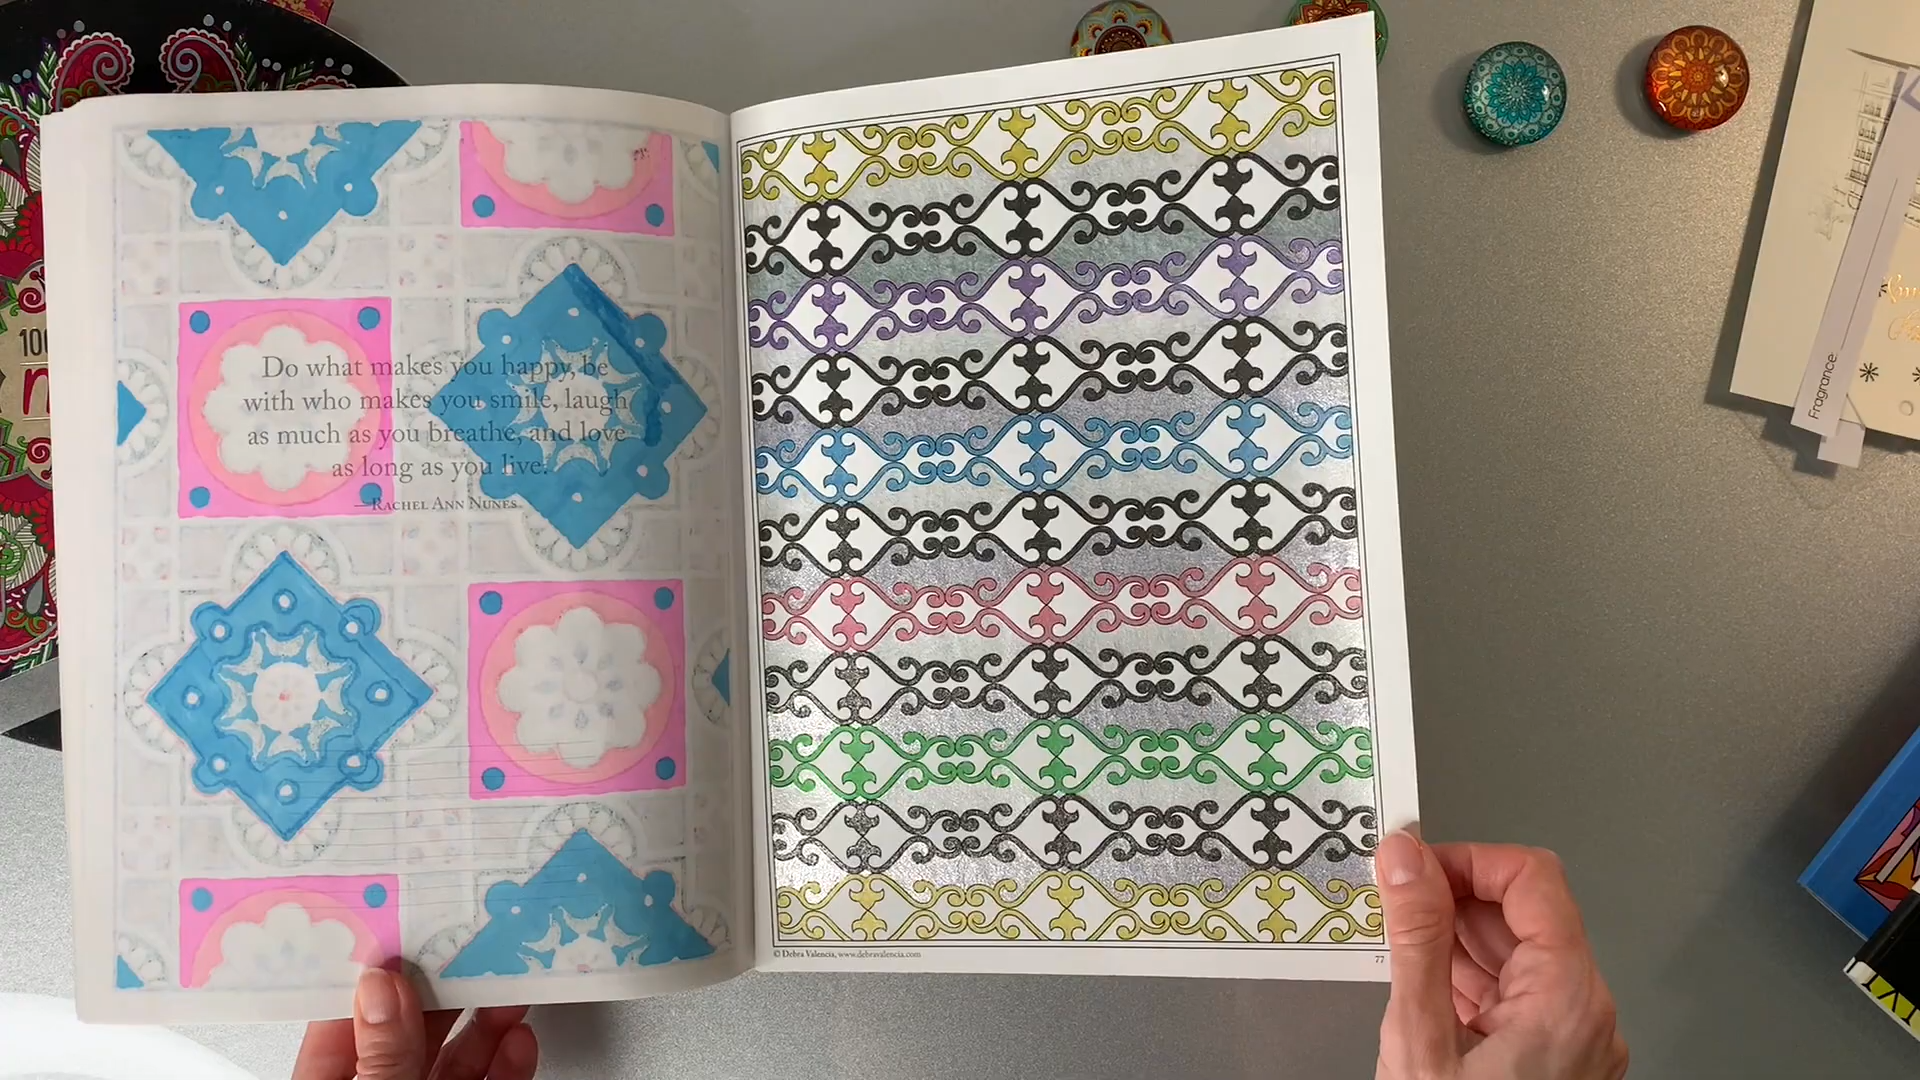 100
Do what makes you happy, be
with who makes you smile, laugh
as much as you breathe, and love
as long as you live.
—Rachel Ann Nunes
© Debra Valencia, www.debravalencia.com
77
Fragrance